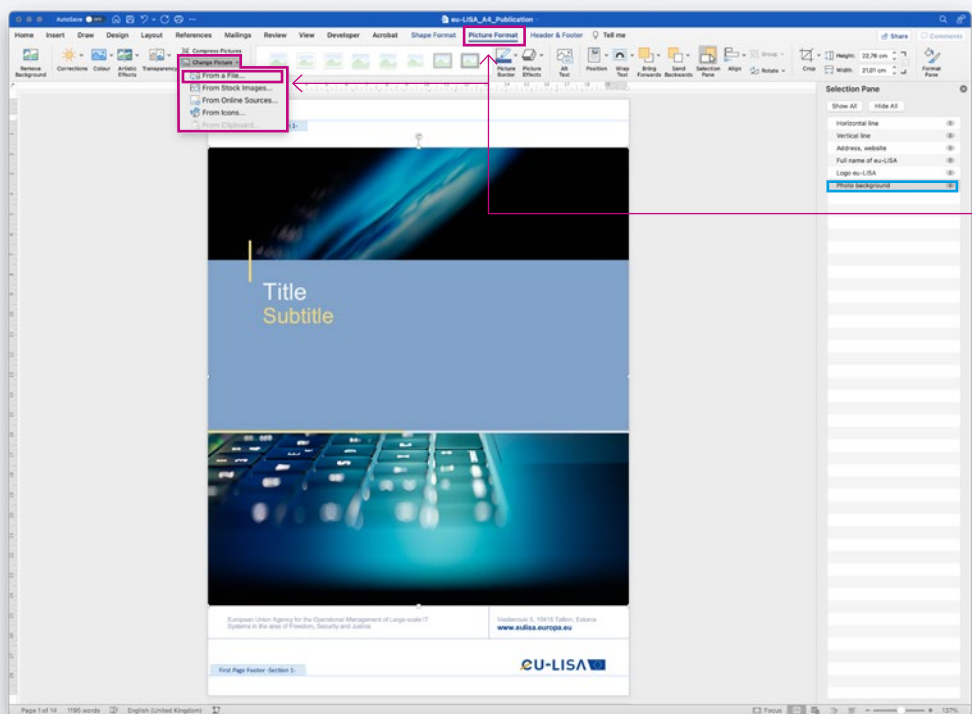 AutoSave
eu-LISA_A4_Publication
Home Insert Draw Design Layout References Mailings Review View Developer Acrobat Shape Format Picture Format Header & Footer Tell me
Share Comments
Remove Background
Corrections Colour Artistic Effects Transparency
Compress Pictures
Change Picture
Picture Border Picture Effects Alt Text Position Wrap Text Bring Forwards Send Backwards Selection Pane Align
Group
Rotate
Crop
Height: 22,76 cm
Width: 21,01 cm
Format Pane
From a File...
From Stock Images...
From Online Sources...
From Icons...
From Clipboard...
Selection Pane
Show All Hide All
Horizontal line
Vertical line
Address, website
Full name of eu-LISA
Logo eu-LISA
Photo background
Title
Subtitle
European Union Agency for the Operational Management of Large-scale IT
Systems in the area of Freedom, Security and Justice
Vesilennuki 5, 10415 Tallinn, Estonia
www.eulisa.europa.eu
First Page Footer -Section 1-
eu-LISA
Page 1 of 14 1195 words English (United Kingdom) Focus 137%